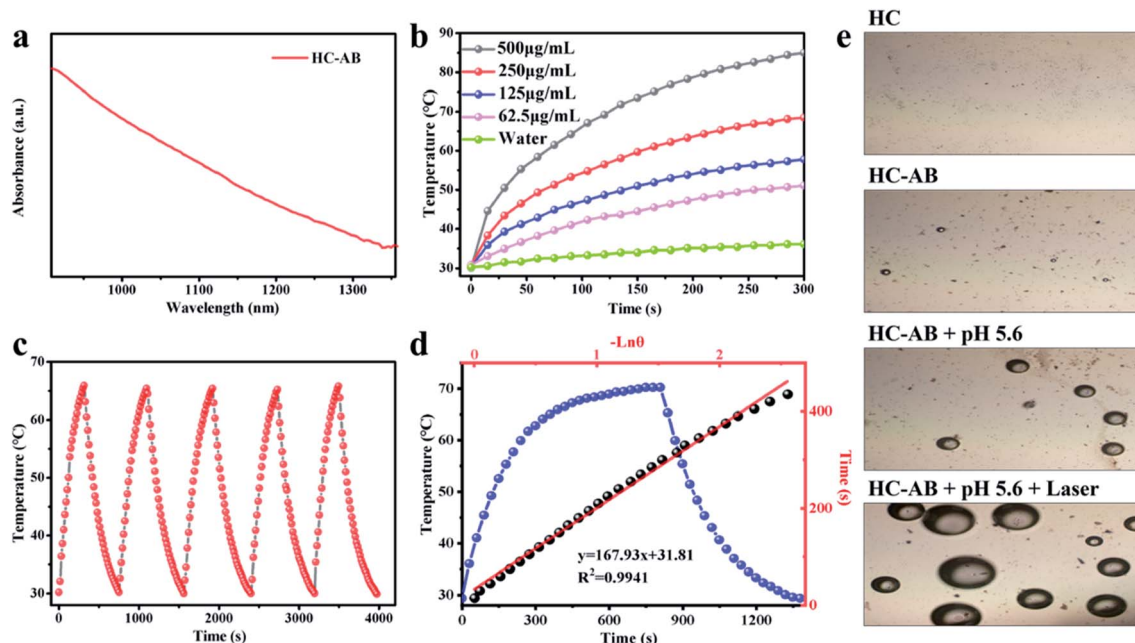 a
HC-AB
Absorbance (a.u.)
1000 1100 1200 1300
Wavelength (nm)
b
90
80
70
60
50
40
30
Temperature (℃)
500μg/mL
250μg/mL
125μg/mL
62.5μg/mL
Water
0 50 100 150 200 250 300
Time (s)
c
70
60
50
40
30
Temperature (℃)
0 1000 2000 3000 4000
Time (s)
d
-Lnθ
0 1 2
70
60
50
40
30
Temperature (℃)
400
200
0
Time (s)
y=167.93x+31.81
R²=0.9941
0 300 600 900 1200
Time (s)
e
HC
HC-AB
HC-AB + pH 5.6
HC-AB + pH 5.6 + Laser